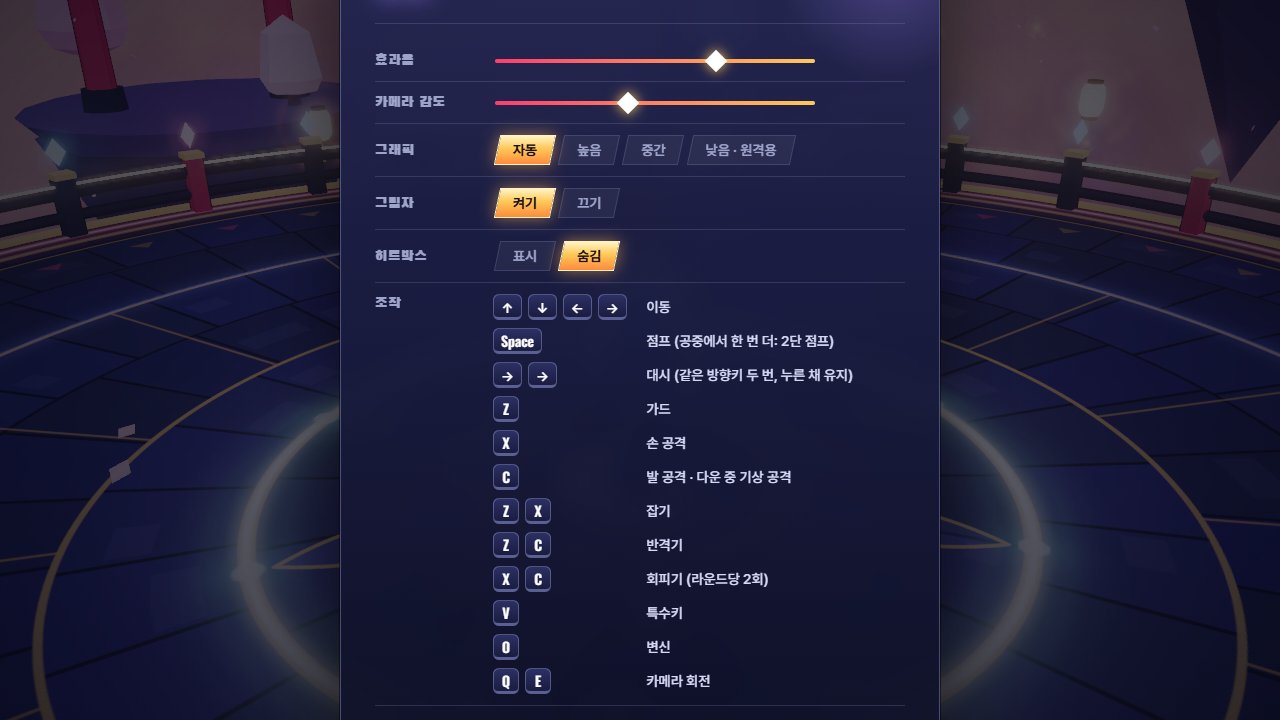 효과음
카메라 감도
그래픽 자동 높음 중간 낮음 · 원격용
그림자 켜기 끄기
히트박스 표시 숨김
조작 ↑ ↓ ← → 이동
Space 점프 (공중에서 한 번 더: 2단 점프)
→ → 대시 (같은 방향키 두 번, 누른 채 유지)
Z 가드
X 손 공격
C 발 공격 · 다운 중 기상 공격
Z X 잡기
Z C 반격기
X C 회피기 (라운드당 2회)
V 특수키
O 변신
Q E 카메라 회전